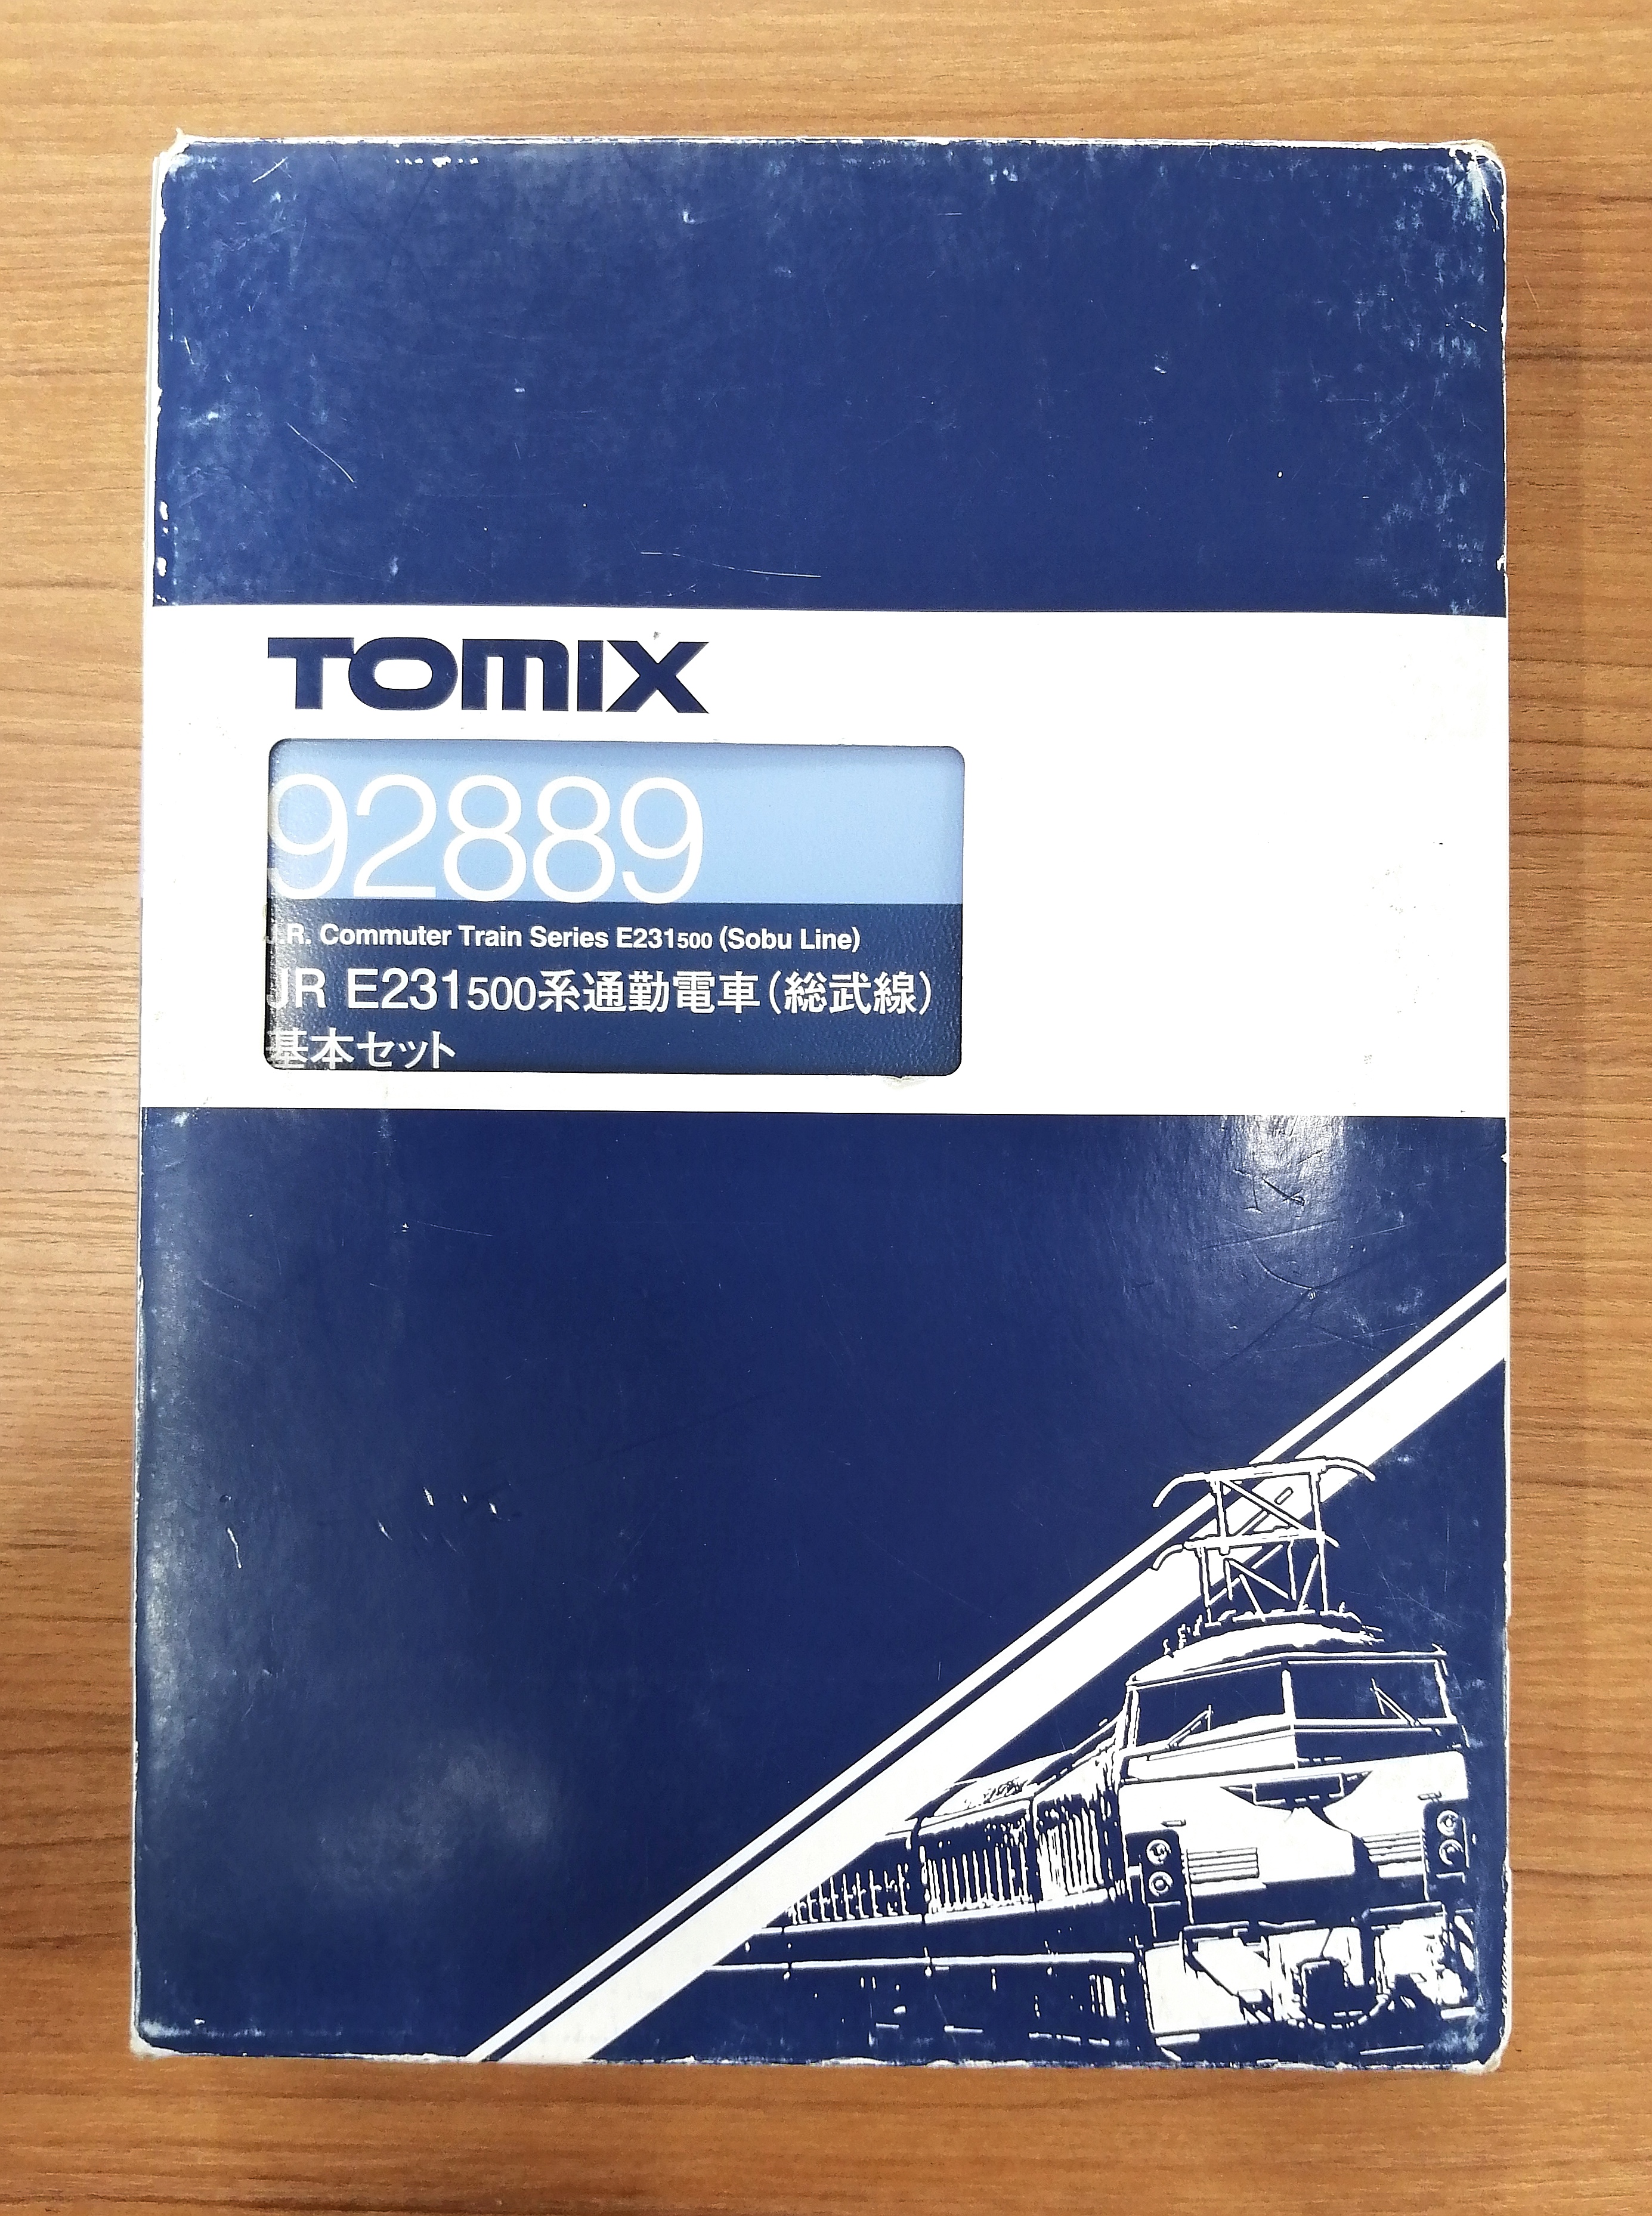 TOMIX
92889
J.R. Commuter Train Series E231500 (Sobu Line)
JR E231500系通勤電車(総武線)
基本セット